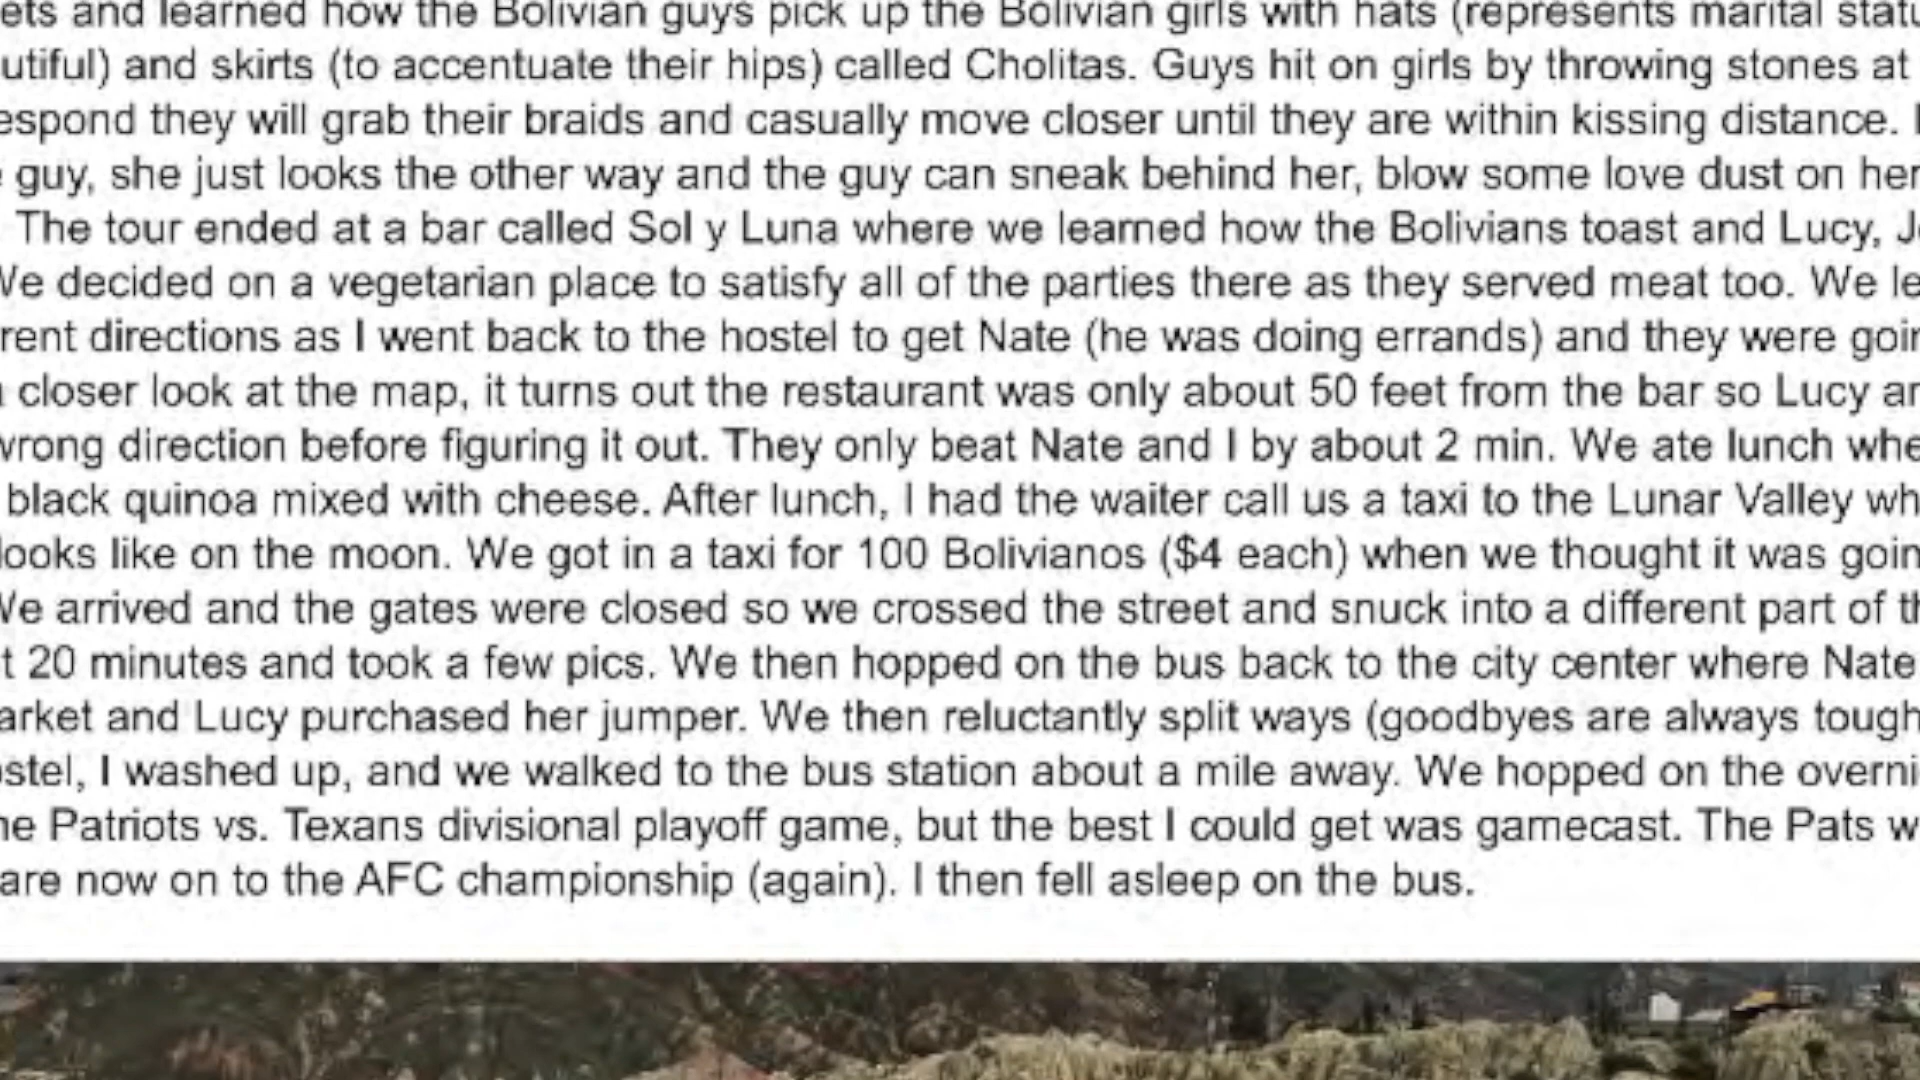 ets and learned how the Bolivian guys pick up the Bolivian girls with hats (represents marital statu
utiful) and skirts (to accentuate their hips) called Cholitas. Guys hit on girls by throwing stones at
espond they will grab their braids and casually move closer until they are within kissing distance. I
e guy, she just looks the other way and the guy can sneak behind her, blow some love dust on her
. The tour ended at a bar called Sol y Luna where we learned how the Bolivians toast and Lucy, Jo
We decided on a vegetarian place to satisfy all of the parties there as they served meat too. We le
rent directions as I went back to the hostel to get Nate (he was doing errands) and they were goin
a closer look at the map, it turns out the restaurant was only about 50 feet from the bar so Lucy an
wrong direction before figuring it out. They only beat Nate and I by about 2 min. We ate lunch whe
black quinoa mixed with cheese. After lunch, I had the waiter call us a taxi to the Lunar Valley wh
looks like on the moon. We got in a taxi for 100 Bolivianos ($4 each) when we thought it was goin
We arrived and the gates were closed so we crossed the street and snuck into a different part of th
t 20 minutes and took a few pics. We then hopped on the bus back to the city center where Nate
arket and Lucy purchased her jumper. We then reluctantly split ways (goodbyes are always tough
ostel, I washed up, and we walked to the bus station about a mile away. We hopped on the overni
he Patriots vs. Texans divisional playoff game, but the best I could get was gamecast. The Pats w
are now on to the AFC championship (again). I then fell asleep on the bus.